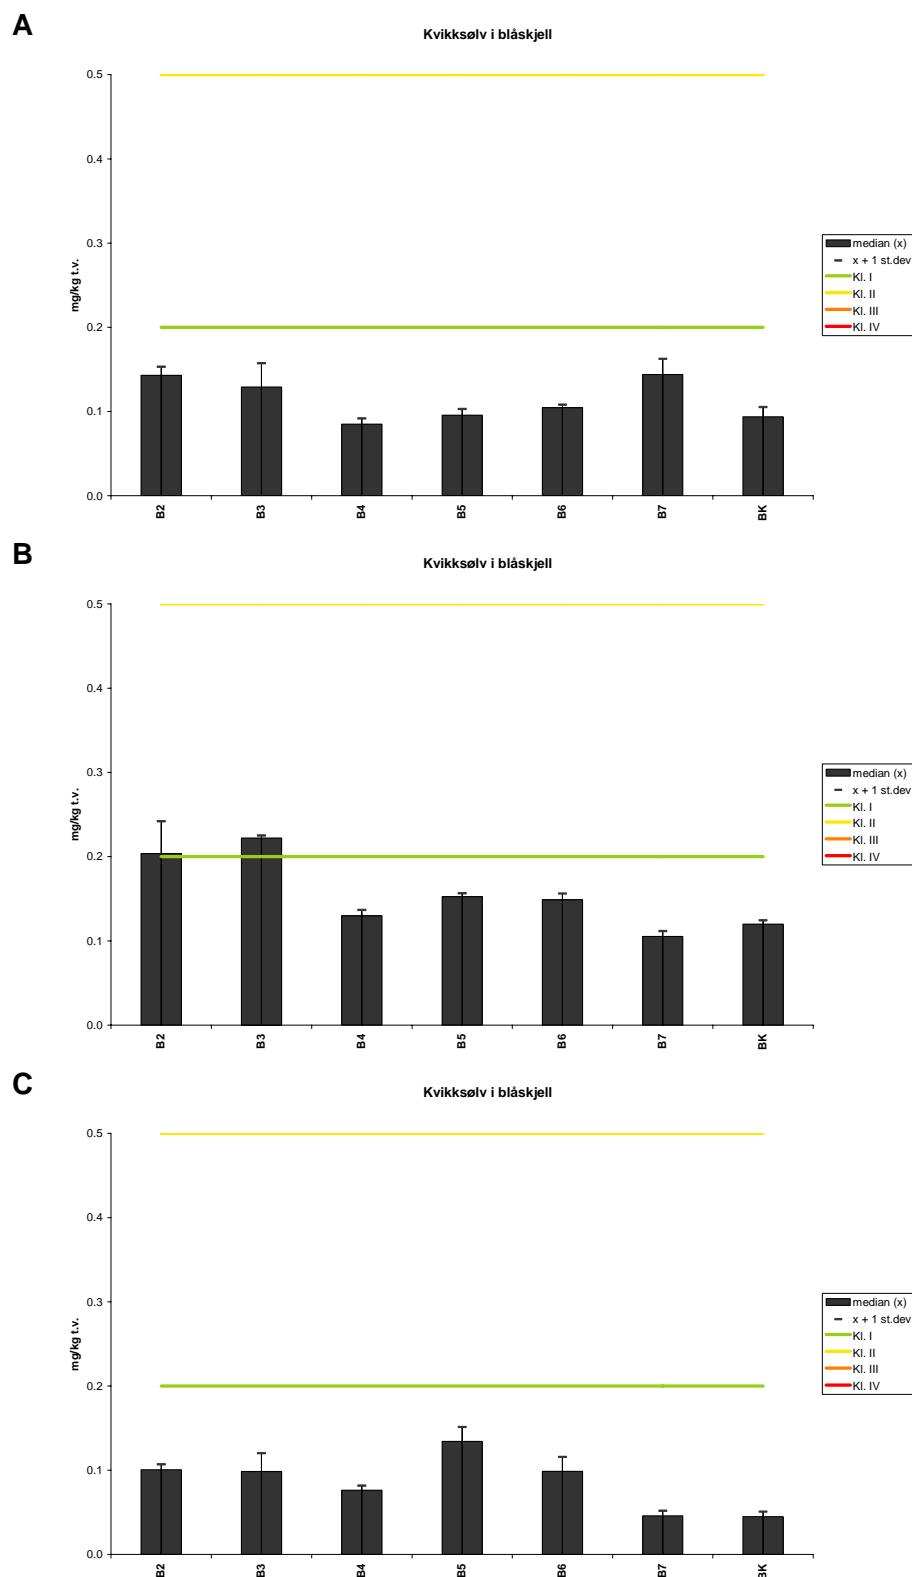 A
Kvikksølv i blåskjell
0.5
0.4
0.3
0.2
0.1
0.0
mg/kg t.v.
B2
B3
B4
B5
B6
B7
BK
median (x)
x + 1 st.dev
Kl. I
Kl. II
Kl. III
Kl. IV
B
Kvikksølv i blåskjell
0.5
0.4
0.3
0.2
0.1
0.0
mg/kg t.v.
B2
B3
B4
B5
B6
B7
BK
median (x)
x + 1 st.dev
Kl. I
Kl. II
Kl. III
Kl. IV
C
Kvikksølv i blåskjell
0.5
0.4
0.3
0.2
0.1
0.0
mg/kg t.v.
B2
B3
B4
B5
B6
B7
BK
median (x)
x + 1 st.dev
Kl. I
Kl. II
Kl. III
Kl. IV